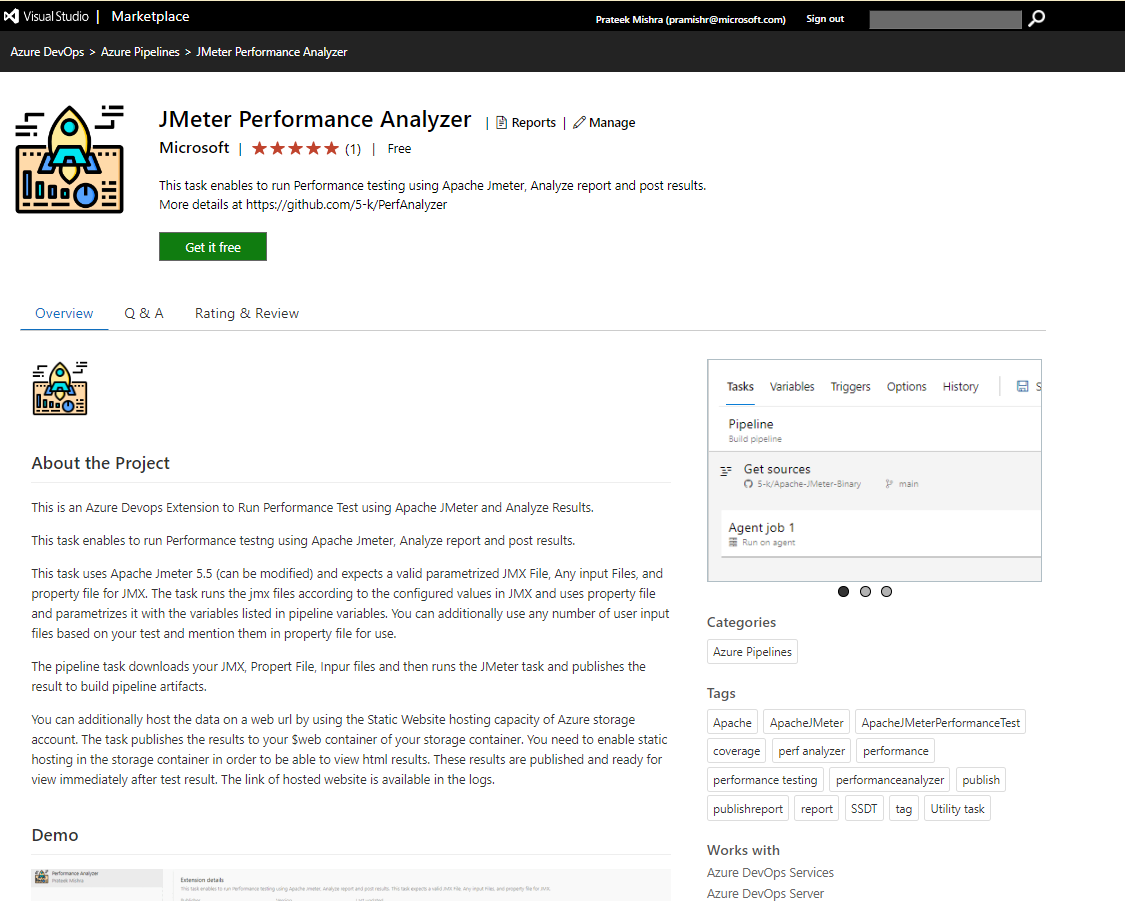 Visual Studio | Marketplace
Prateek Mishra (pramishr@microsoft.com) Sign out
Azure DevOps > Azure Pipelines > JMeter Performance Analyzer
JMeter Performance Analyzer | Reports | Manage
Microsoft | (1) | Free
This task enables to run Performance testing using Apache Jmeter, Analyze report and post results.
More details at https://github.com/5-k/PerfAnalyzer
Get it free
Overview Q & A Rating & Review
About the Project
This is an Azure Devops Extension to Run Performance Test using Apache JMeter and Analyze Results.
This task enables to run Performance testng using Apache Jmeter, Analyze report and post results.
This task uses Apache Jmeter 5.5 (can be modified) and expects a valid parametrized JMX File, Any input Files, and
property file for JMX. The task runs the jmx files according to the configured values in JMX and uses property file
and parametrizes it with the variables listed in pipeline variables. You can additionally use any number of user input
files based on your test and mention them in property file for use.
The pipeline task downloads your JMX, Propert File, Inpur files and then runs the JMeter task and publishes the
result to build pipeline artifacts.
You can additionally host the data on a web url by using the Static Website hosting capacity of Azure storage
account. The task publishes the results to your $web container of your storage container. You need to enable static
hosting in the storage container in order to be able to view html results. These results are published and ready for
view immediately after test result. The link of hosted website is available in the logs.
Demo
Performance Analyzer
Prateek Mishra
Extension details
This task enables to run Performance testing using Apache Jmeter, Analyze report and post results. This task expects a valid JMX File, Any input Files, and property file for JMX.
Tasks Variables Triggers Options History S
Pipeline
Build pipeline
Get sources
5-k/Apache-JMeter-Binary main
Agent job 1
Run on agent
Categories
Azure Pipelines
Tags
Apache ApacheJMeter ApacheJMeterPerformanceTest
coverage perf analyzer performance
performance testing performanceanalyzer publish
publishreport report SSDT tag Utility task
Works with
Azure DevOps Services
Azure DevOps Server